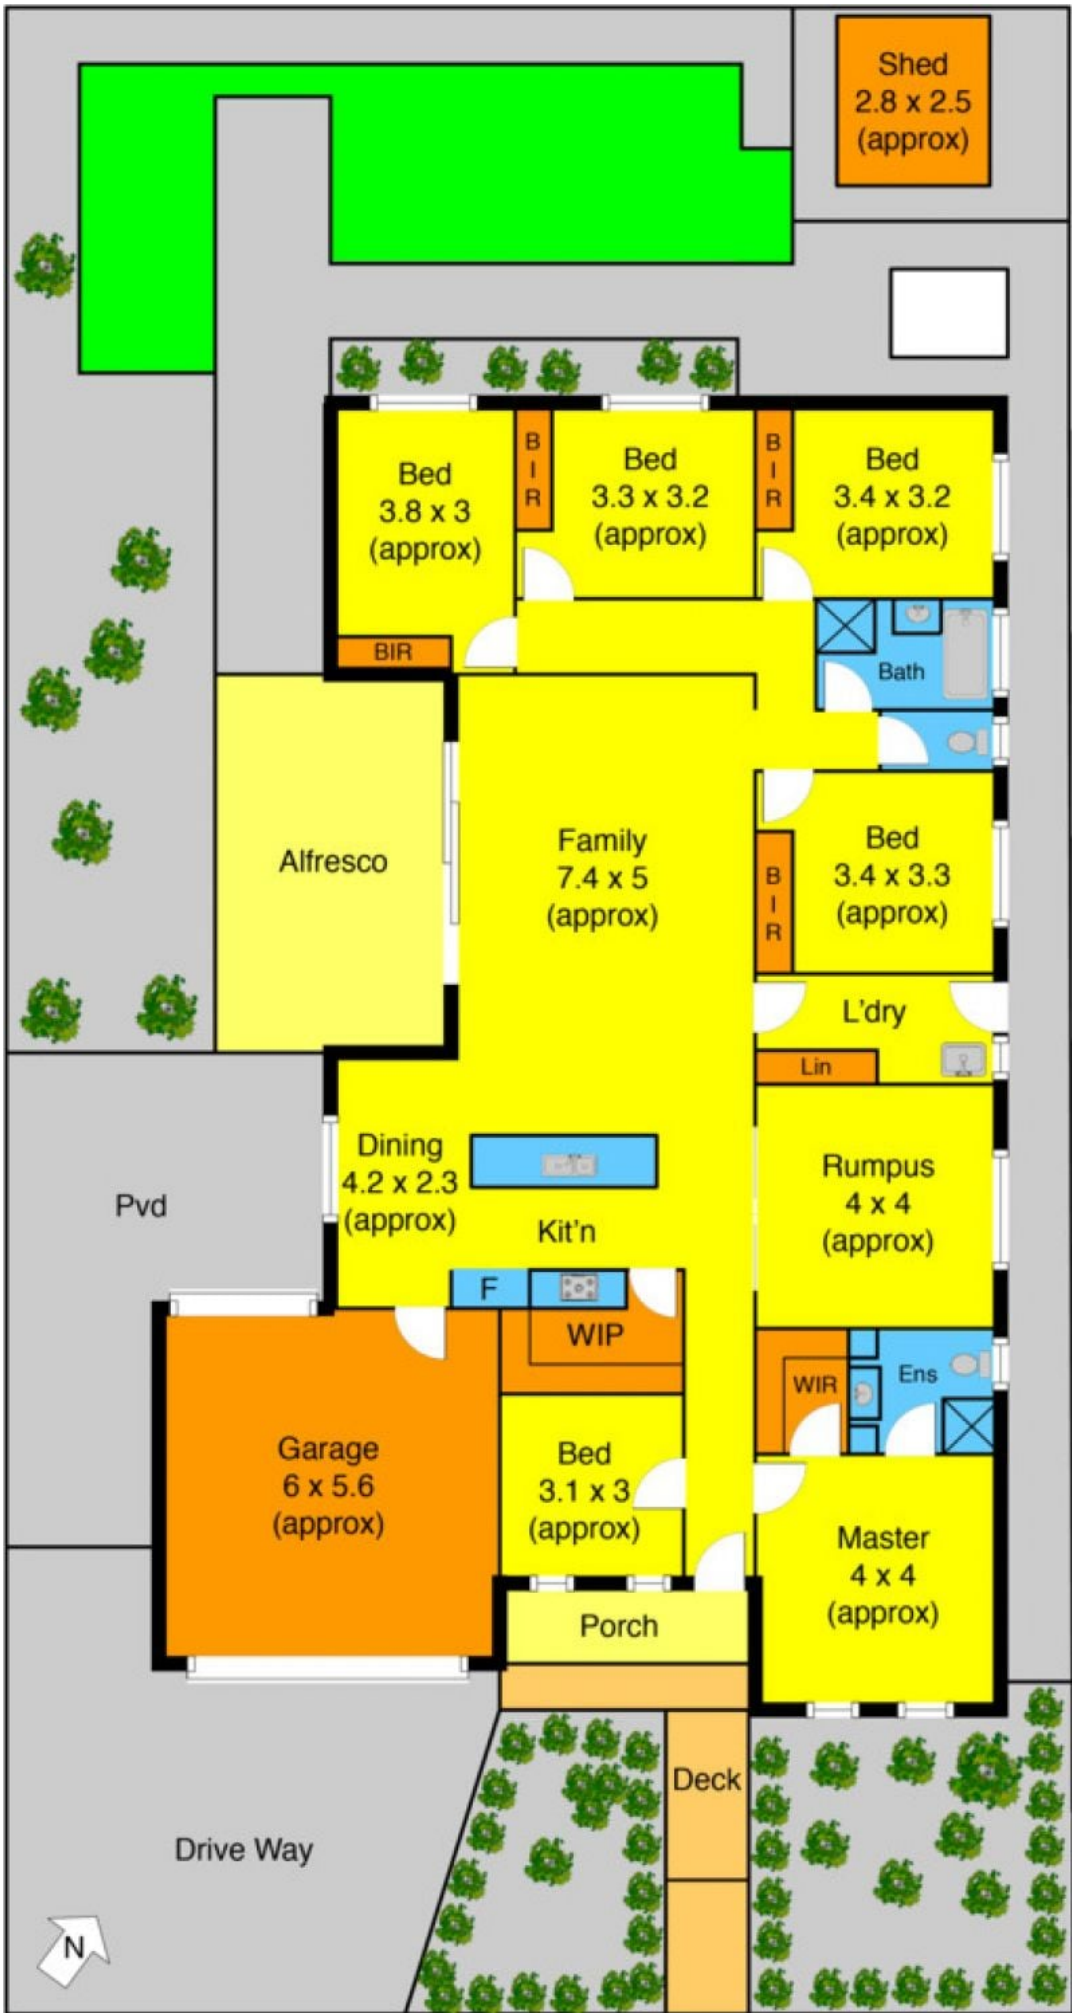 Shed
2.8 x 2.5
(approx)
Bed
3.8 x 3
(approx)
B
I
R
Bed
3.3 x 3.2
(approx)
B
I
R
Bed
3.4 x 3.2
(approx)
BIR
Bath
Alfresco
Family
7.4 x 5
(approx)
B
I
R
Bed
3.4 x 3.3
(approx)
L'dry
Lin
Pvd
Dining
4.2 x 2.3
(approx)
Kit'n
Rumpus
4 x 4
(approx)
F
WIP
WIR
Ens
Garage
6 x 5.6
(approx)
Bed
3.1 x 3
(approx)
Master
4 x 4
(approx)
Porch
Deck
Drive Way
N